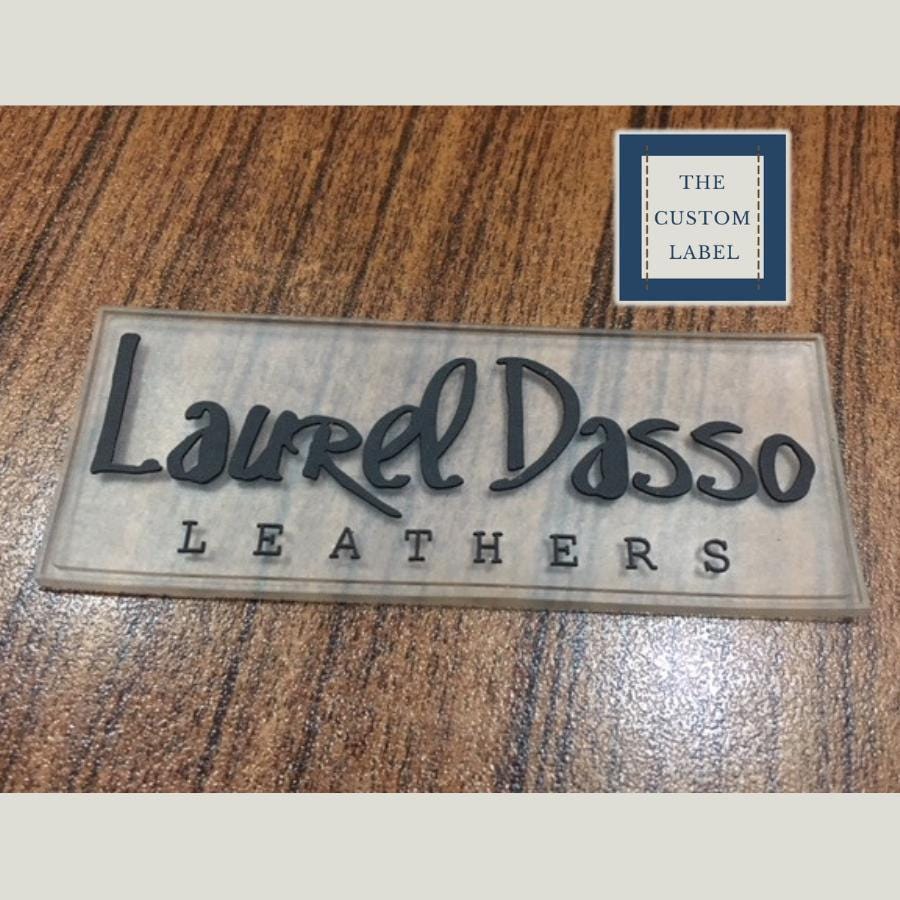 THE
CUSTOM
LABEL
Laurel Dasso
LEATHERS